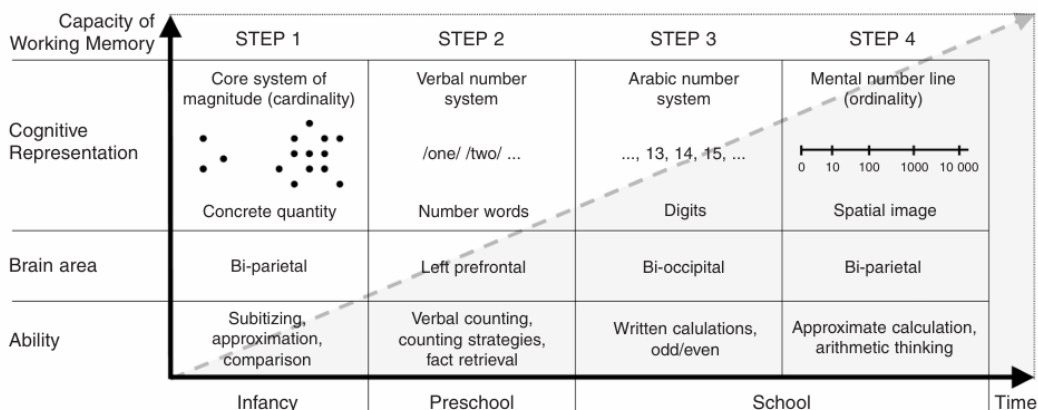 Capacity of
Working Memory
STEP 1
STEP 2
STEP 3
STEP 4
Cognitive
Representation
Core system of
magnitude (cardinality)
Concrete quantity
Verbal number
system
/one/ /two/ ...
Number words
Arabic number
system
..., 13, 14, 15, ...
Digits
Mental number line
(ordinality)
0 10 100 1000 10 000
Spatial image
Brain area
Bi-parietal
Left prefrontal
Bi-occipital
Bi-parietal
Ability
Subitizing,
approximation,
comparison
Verbal counting,
counting strategies,
fact retrieval
Written calulations,
odd/even
Approximate calculation,
arithmetic thinking
Infancy
Preschool
School
Time